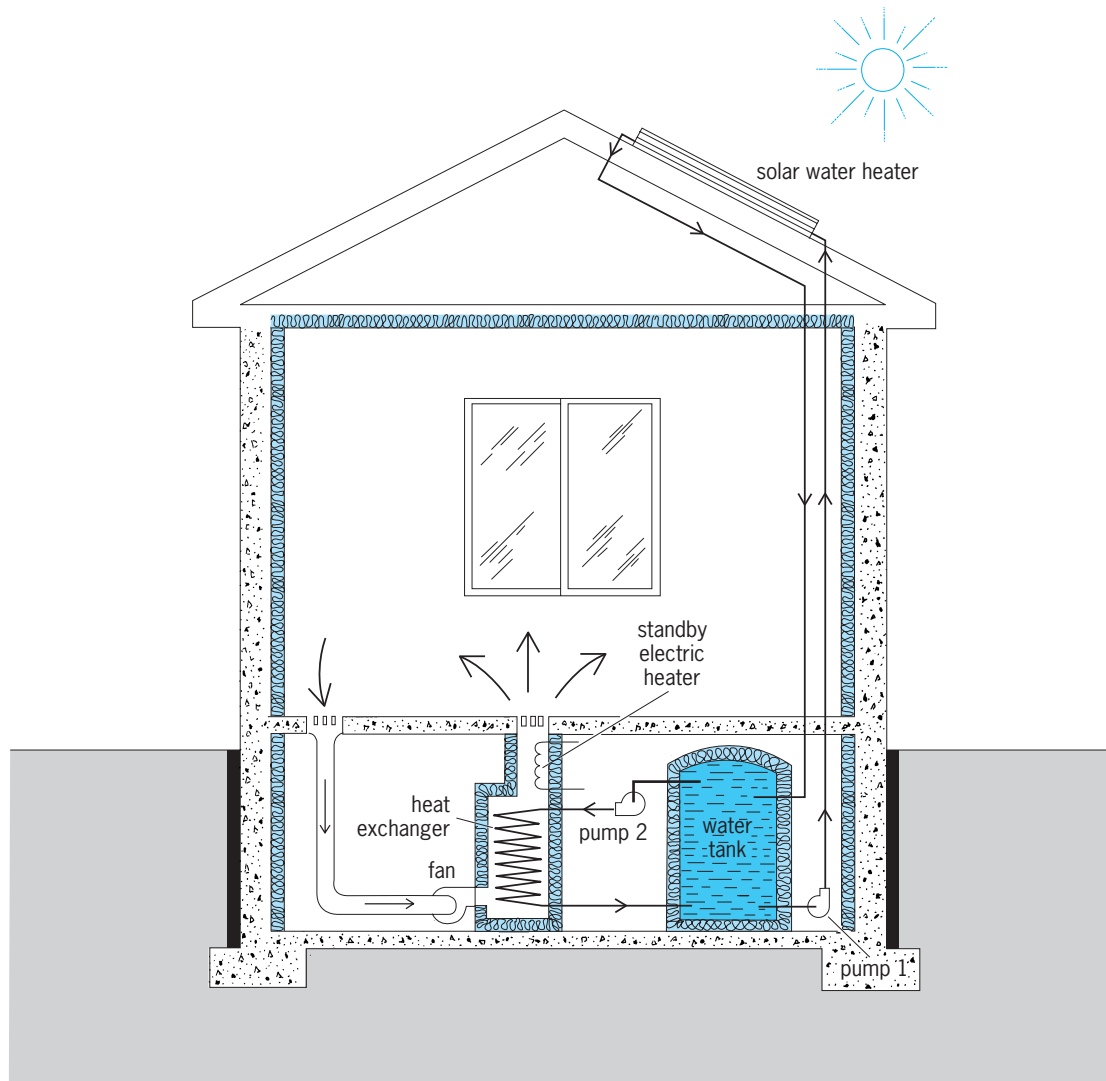 solar water heater
standby
electric
heater
heat
exchanger
pump 2
water
tank
fan
pump 1